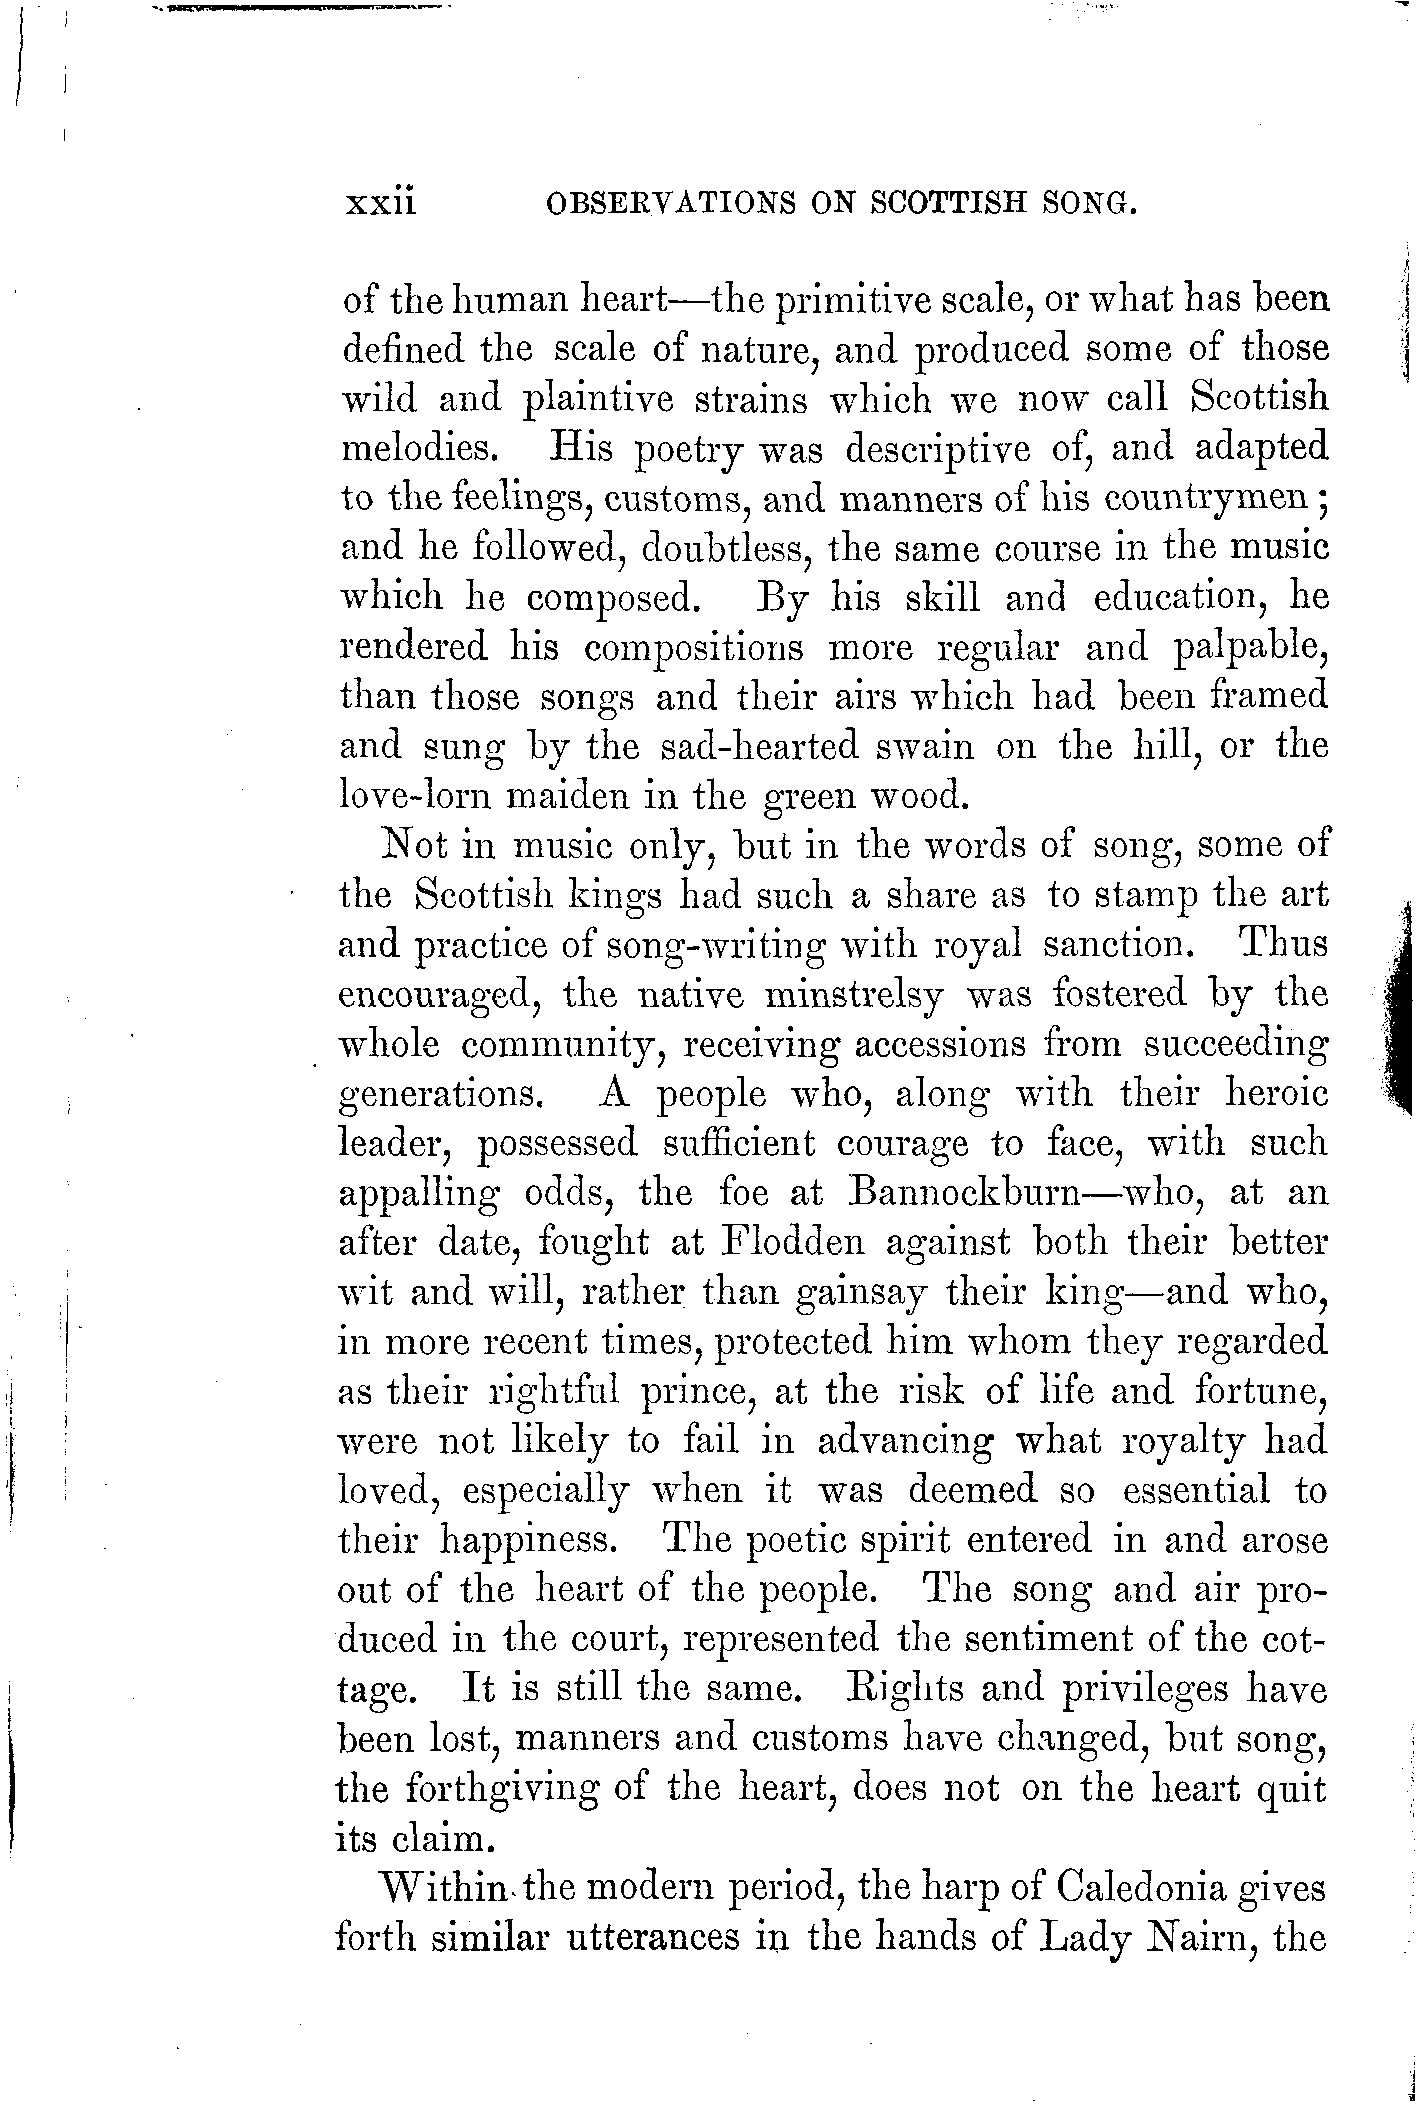 xxii OBSERVATIONS ON SCOTTISH SONG.
of the human heart—the primitive scale, or what has been
defined the scale of nature, and produced some of those
wild and plaintive strains which we now call Scottish
melodies. His poetry was descriptive of, and adapted
to the feelings, customs, and manners of his countrymen;
and he followed, doubtless, the same course in the music
which he composed. By his skill and education, he
rendered his compositions more regular and palpable,
than those songs and their airs which had been framed
and sung by the sad-hearted swain on the hill, or the
love-lorn maiden in the green wood.
Not in music only, but in the words of song, some of
the Scottish kings had such a share as to stamp the art
and practice of song-writing with royal sanction. Thus
encouraged, the native minstrelsy was fostered by the
whole community, receiving accessions from succeeding
generations. A people who, along with their heroic
leader, possessed sufficient courage to face, with such
appalling odds, the foe at Bannockburn—who, at an
after date, fought at Flodden against both their better
wit and will, rather than gainsay their king—and who,
in more recent times, protected him whom they regarded
as their rightful prince, at the risk of life and fortune,
were not likely to fail in advancing what royalty had
loved, especially when it was deemed so essential to
their happiness. The poetic spirit entered in and arose
out of the heart of the people. The song and air pro-
duced in the court, represented the sentiment of the cot-
tage. It is still the same. Rights and privileges have
been lost, manners and customs have changed, but song,
the forthgiving of the heart, does not on the heart quit
its claim.
Within the modern period, the harp of Caledonia gives
forth similar utterances in the hands of Lady Nairn, the